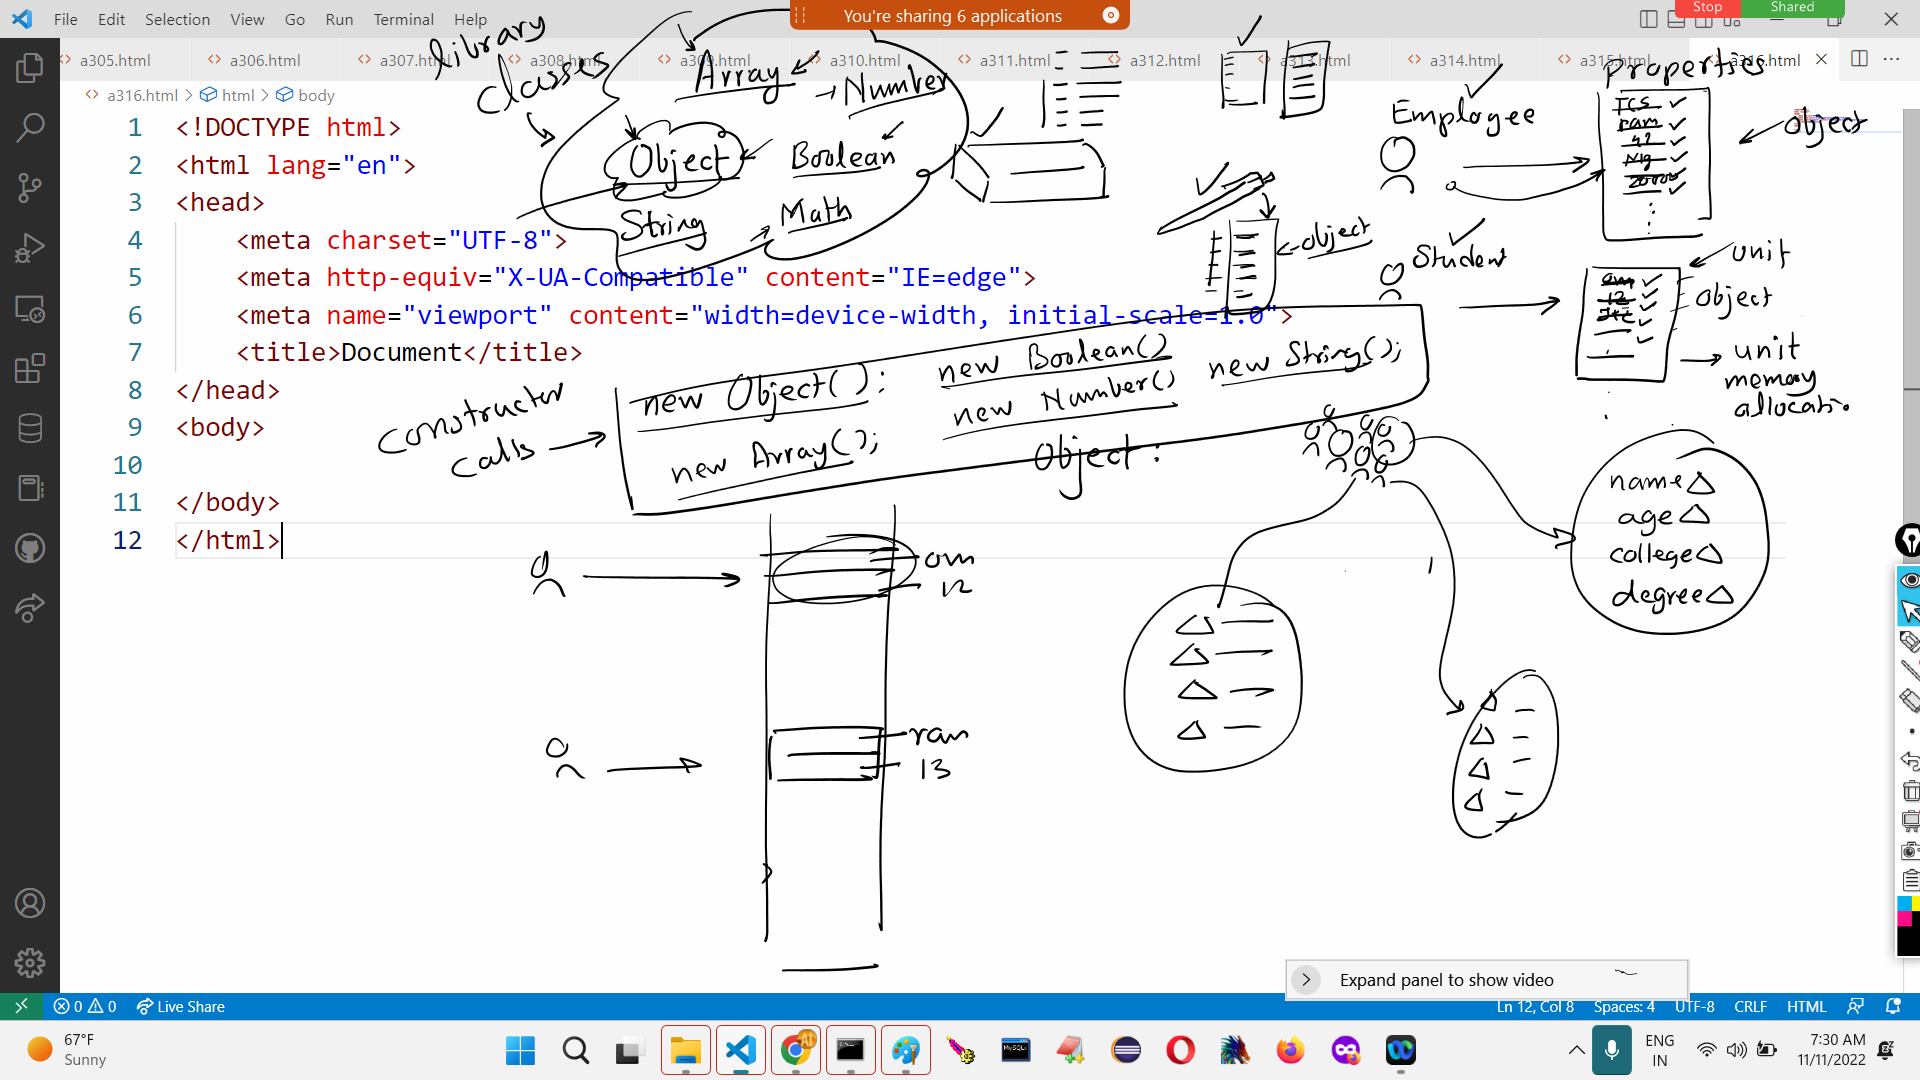 File Edit Selection View Go Run Terminal Help
You're sharing 6 applications
Stop Shared
a305.html a306.html a307.html a308.html a309.html a310.html a311.html a312.html a313.html a314.html a315.html a316.html
a316.html > html > body
1 <!DOCTYPE html>
2 <html lang="en">
3 <head>
4 <meta charset="UTF-8">
5 <meta http-equiv="X-UA-Compatible" content="IE=edge">
6 <meta name="viewport" content="width=device-width, initial-scale=1.0">
7 <title>Document</title>
8 </head>
9 <body>
10
11 </body>
12 </html>
library
classes
Array
Number
Object
Boolean
String
Math
Employee
Properties
TCS
ram
42
20000
object
object
Student
unit
object
12
unit
memory
constructor
calls
new Object();
new Boolean()
new String();
new Number()
new Array();
Object:
name
age
college
degree
om
12
ram
13
Expand panel to show video
0 0 Live Share
Ln 12, Col 8 Spaces: 4 UTF-8 CRLF HTML
67°F
Sunny
ENG
IN
7:30 AM
11/11/2022